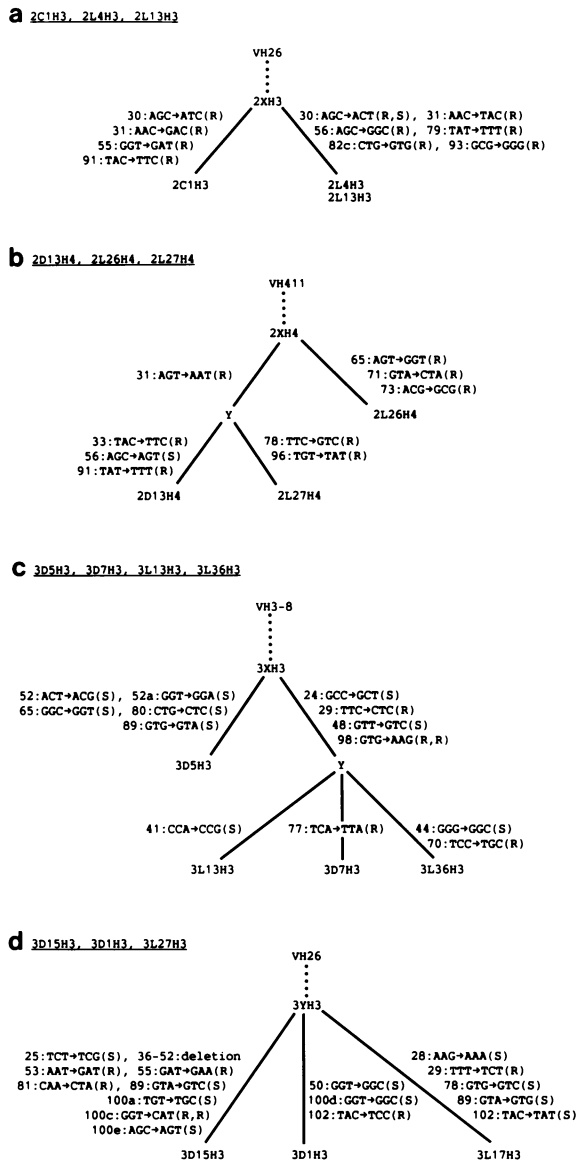 a 2C1H3, 2L4H3, 2L13H3
VH26
2XH3
30:AGC→ATC(R)
31:AAC→GAC(R)
55:GGT→GAT(R)
91:TAC→TTC(R)
30:AGC→ACT(R,S), 31:AAC→TAC(R)
56:AGC→GGC(R), 79:TAT→TTT(R)
82c:CTG→GTG(R), 93:GCG→GGG(R)
2C1H3
2L4H3
2L13H3
b 2D13H4, 2L26H4, 2L27H4
VH411
2XH4
31:AGT→AAT(R)
65:AGT→GGT(R)
71:GTA→CTA(R)
73:ACG→GCG(R)
Y
2L26H4
33:TAC→TTC(R)
56:AGC→AGT(S)
91:TAT→TTT(R)
78:TTC→GTC(R)
96:TGT→TAT(R)
2D13H4
2L27H4
c 3D5H3, 3D7H3, 3L13H3, 3L36H3
VH3-8
3XH3
52:ACT→ACG(S), 52a:GGT→GGA(S)
65:GGC→GGT(S), 80:CTG→CTC(S)
89:GTG→GTA(S)
24:GCC→GCT(S)
29:TTC→CTC(R)
48:GTT→GTC(S)
98:GTG→AAG(R,R)
3D5H3
Y
41:CCA→CCG(S)
77:TCA→TTA(R)
44:GGG→GGC(S)
70:TCC→TGC(R)
3L13H3
3D7H3
3L36H3
d 3D15H3, 3D1H3, 3L27H3
VH26
3YH3
25:TCT→TCG(S), 36-52:deletion
53:AAT→GAT(R), 55:GAT→GAA(R)
81:CAA→CTA(R), 89:GTA→GTC(S)
100a:TGT→TGC(S)
100c:GGT→CAT(R,R)
100e:AGC→AGT(S)
50:GGT→GGC(S)
100d:GGT→GGC(S)
102:TAC→TCC(R)
28:AAG→AAA(S)
29:TTT→TCT(R)
78:GTG→GTC(S)
89:GTA→GTG(S)
102:TAC→TAT(S)
3D15H3
3D1H3
3L17H3